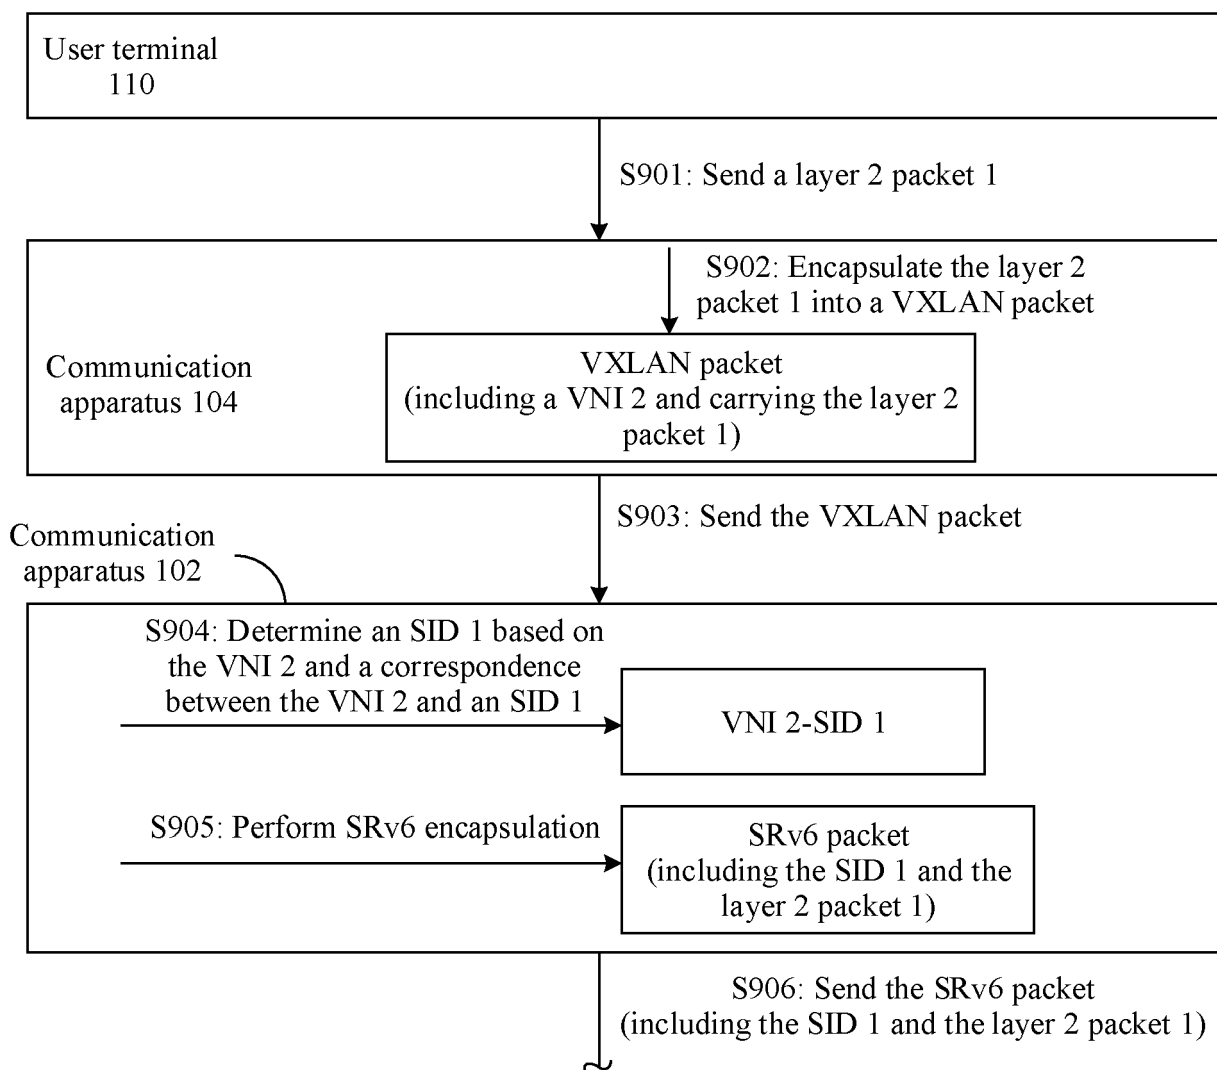 User terminal
110
S901: Send a layer 2 packet 1
S902: Encapsulate the layer 2
packet 1 into a VXLAN packet
Communication
apparatus 104
VXLAN packet
(including a VNI 2 and carrying the layer 2
packet 1)
S903: Send the VXLAN packet
Communication
apparatus 102
S904: Determine an SID 1 based on
the VNI 2 and a correspondence
between the VNI 2 and an SID 1
VNI 2-SID 1
S905: Perform SRv6 encapsulation
SRv6 packet
(including the SID 1 and the
layer 2 packet 1)
S906: Send the SRv6 packet
(including the SID 1 and the layer 2 packet 1)